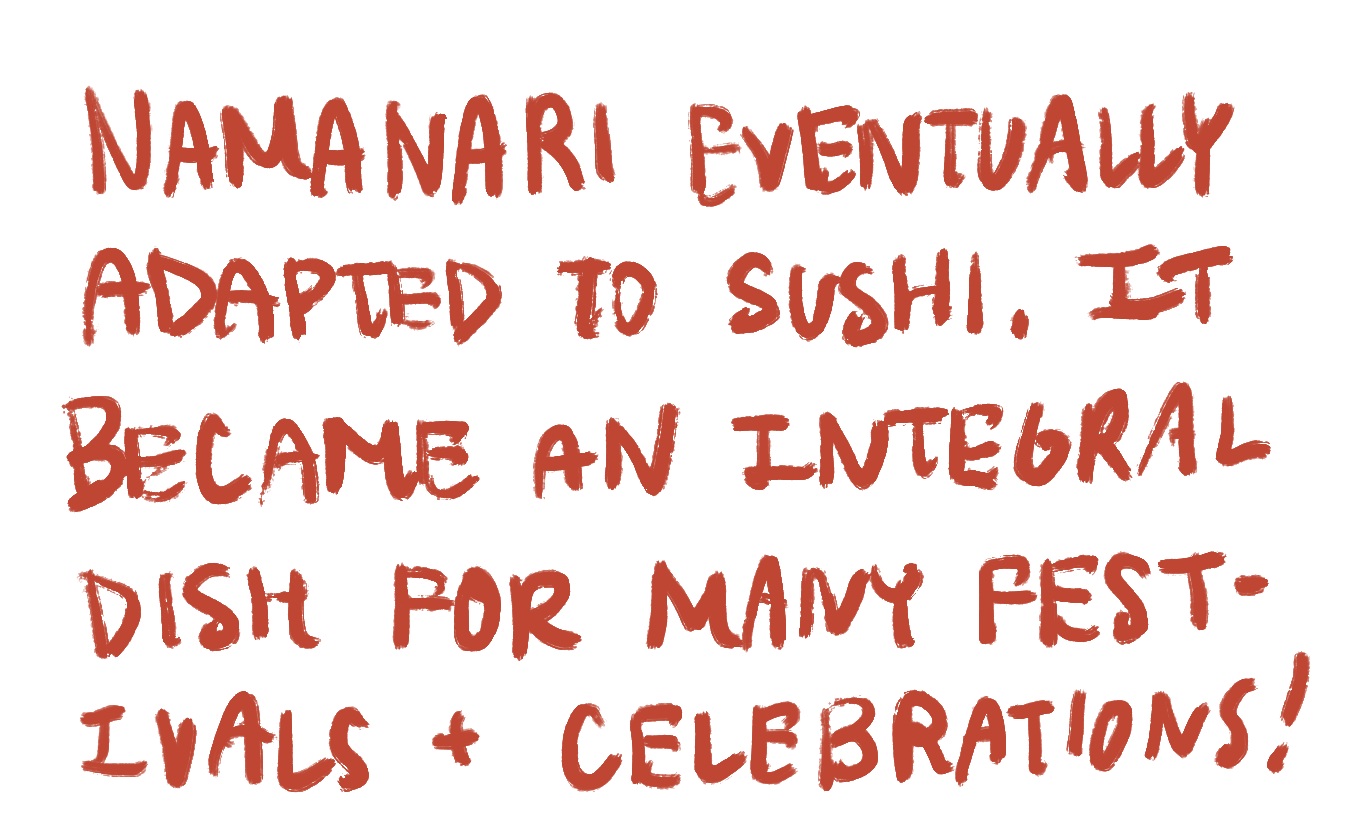 NAMANARI EVENTUALLY
ADAPTED TO SUSHI. IT
BECAME AN INTEGRAL
DISH FOR MANY FEST-
IVALS + CELEBRATIONS!